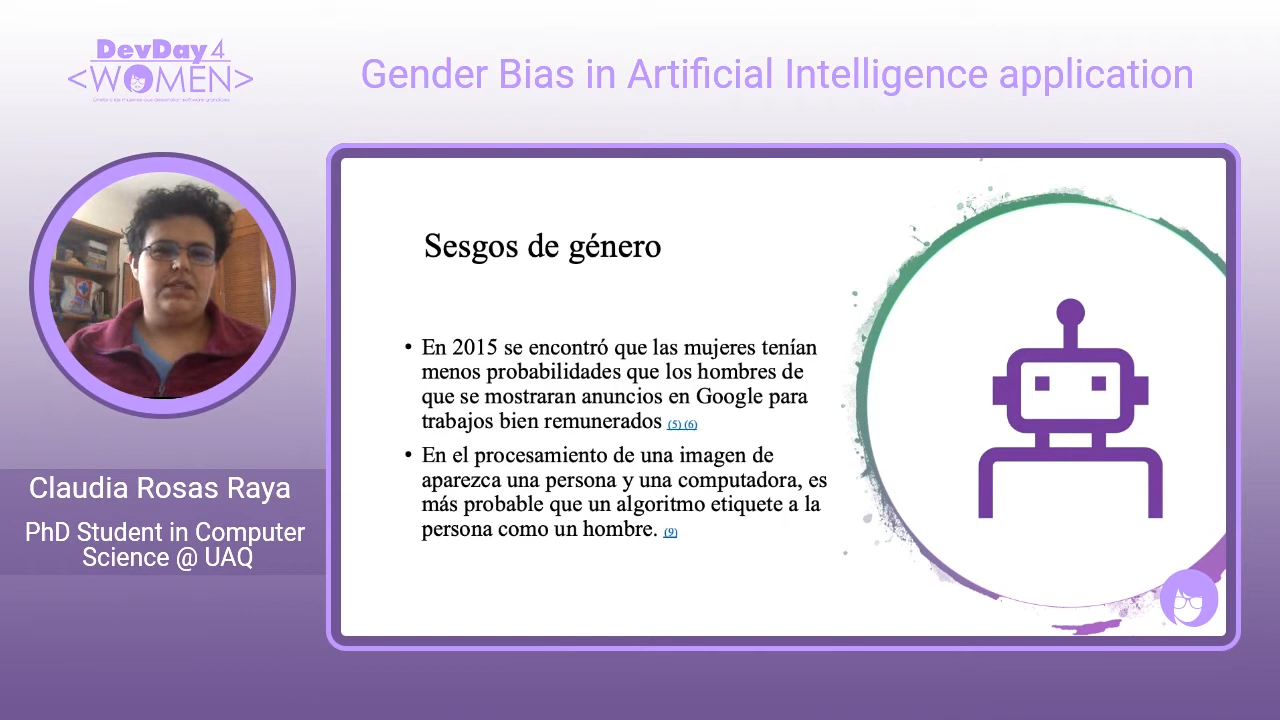 DevDay 4
<WOMEN>
Gender Bias in Artificial Intelligence application
Sesgos de género
• En 2015 se encontró que las mujeres tenían
menos probabilidades que los hombres de
que se mostraran anuncios en Google para
trabajos bien remunerados (5) (6)
• En el procesamiento de una imagen de
aparezca una persona y una computadora, es
más probable que un algoritmo etiquete a la
persona como un hombre. (9)
Claudia Rosas Raya
PhD Student in Computer
Science @ UAQ